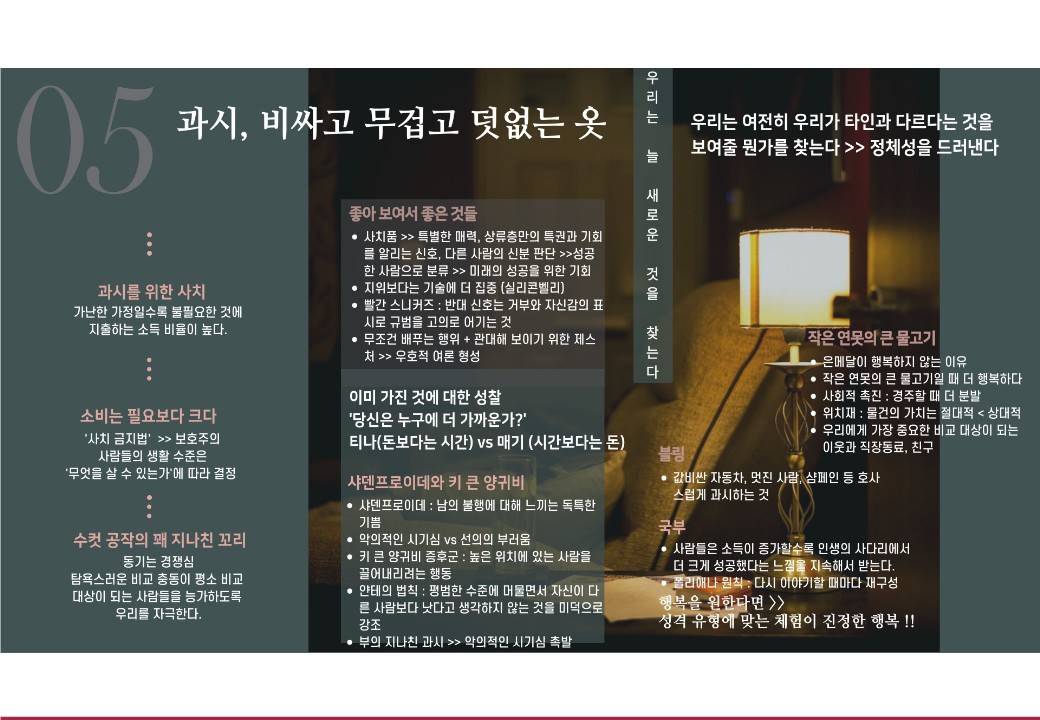 05
과시, 비싸고 무겁고 덧없는 옷
과시를 위한 사치
가난한 가정일수록 불필요한 것에
지출하는 소득 비율이 높다.
소비는 필요보다 크다
'사치 금지법' >> 보호주의
사람들의 생활 수준은
'무엇을 살 수 있는가'에 따라 결정
수컷 공작의 꽤 지나친 꼬리
동기는 경쟁심
탐욕스러운 비교 충동이 평소 비교
대상이 되는 사람들을 능가하도록
우리를 자극한다.
좋아 보여서 좋은 것들
• 사치품 >> 특별한 매력, 상류층만의 특권과 기회
를 알리는 신호, 다른 사람의 신분 판단 >>성공
한 사람으로 분류 >> 미래의 성공을 위한 기회
• 지위보다는 기술에 더 집중 (실리콘벨리)
• 빨간 스니커즈 : 반대 신호는 거부와 자신감의 표
시로 규범을 고의로 어기는 것
• 무조건 배푸는 행위 + 관대해 보이기 위한 제스
처 >> 우호적 여론 형성
이미 가진 것에 대한 성찰
'당신은 누구에 더 가까운가?'
티나(돈보다는 시간) vs 매기 (시간보다는 돈)
샤덴프로이데와 키 큰 양귀비
• 샤덴프로이데 : 남의 불행에 대해 느끼는 독특한
기쁨
• 악의적인 시기심 vs 선의의 부러움
• 키 큰 양귀비 증후군 : 높은 위치에 있는 사람을
끌어내리려는 행동
• 얀테의 법칙 : 평범한 수준에 머물면서 자신이 다
른 사람보다 낫다고 생각하지 않는 것을 미덕으로
강조
• 부의 지나친 과시 >> 악의적인 시기심 촉발
우리는 늘 새로운 것을 찾는다
우리는 여전히 우리가 타인과 다르다는 것을
보여줄 뭔가를 찾는다 >> 정체성을 드러낸다
작은 연못의 큰 물고기
• 은메달이 행복하지 않는 이유
• 작은 연못의 큰 물고기일 때 더 행복하다
• 사회적 촉진 : 경주할 때 더 분발
• 위치재 : 물건의 가치는 절대적 < 상대적
• 우리에게 가장 중요한 비교 대상이 되는
이웃과 직장동료, 친구
블링
• 값비싼 자동차, 멋진 사람, 샴페인 등 호사
스럽게 과시하는 것
국부
• 사람들은 소득이 증가할수록 인생의 사다리에서
더 크게 성공했다는 느낌을 지속해서 받는다.
• 폴리애나 원칙 : 다시 이야기할 때마다 재구성
행복을 원한다면 >>
성격 유형에 맞는 체험이 진정한 행복 !!